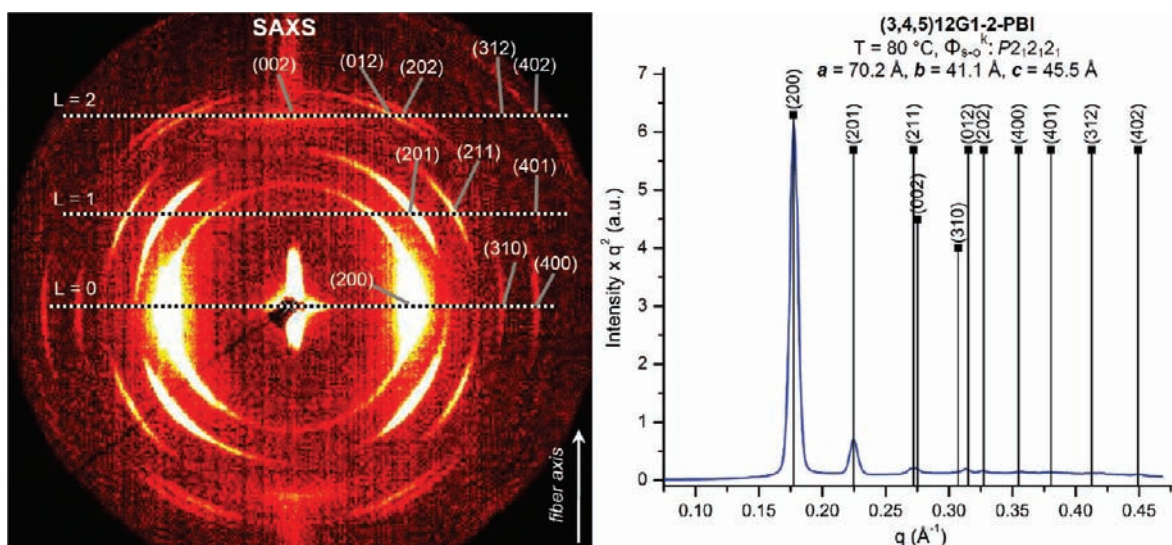 SAXS
(002)
(012)
(202)
(312)
(402)
L = 2
(201)
(211)
(401)
L = 1
(310)
(400)
(200)
L = 0
fiber axis
(3,4,5)12G1-2-PBI
T = 80 °C, Φs-oᵏ: P2₁2₁2₁
a = 70.2 Å, b = 41.1 Å, c = 45.5 Å
7
6
5
4
3
2
1
0
Intensity x q² (a.u.)
(200)
(201)
(211)
(002)
(310)
(012)
(202)
(400)
(401)
(312)
(402)
0.10 0.15 0.20 0.25 0.30 0.35 0.40 0.45
q (Å⁻¹)